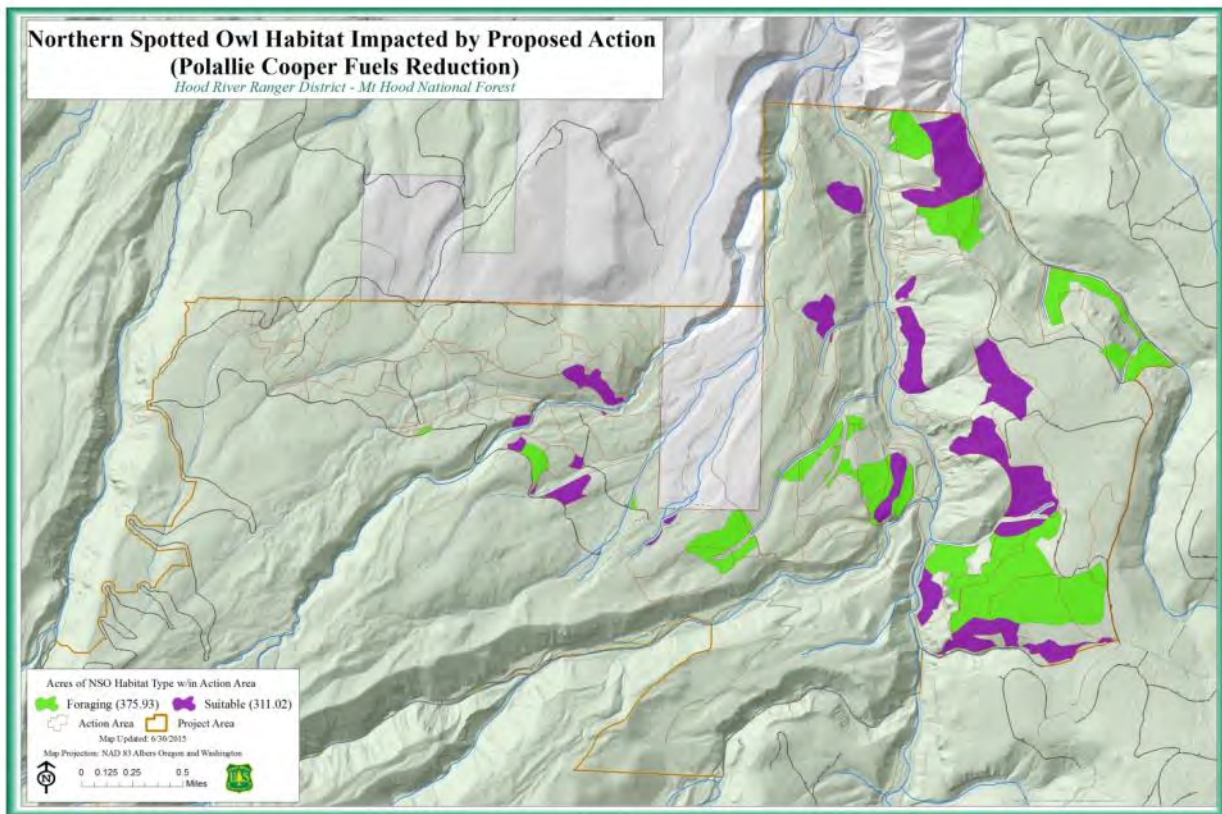 Northern Spotted Owl Habitat Impacted by Proposed Action
(Polallie Cooper Fuels Reduction)
Hood River Ranger District - Mt Hood National Forest
Acres of NSO Habitat Type w/in Action Area
Foraging (375.93) Suitable (311.02)
Action Area Project Area
Map Updated: 6/30/2015
Map Projection: NAD 83 Albers Oregon and Washington
N
0 0.125 0.25 0.5
Miles